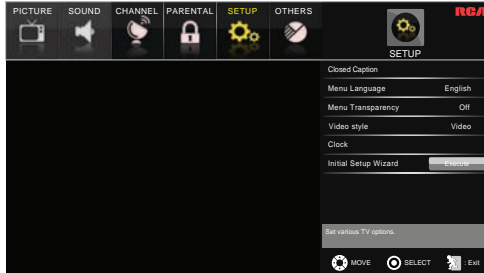 PICTURE SOUND CHANNEL PARENTAL SETUP OTHERS
RCA
SETUP
Closed Caption
Menu Language English
Menu Transparency Off
Video style Video
Clock
Initial Setup Wizard Execute
Set various TV options.
MOVE SELECT : Exit